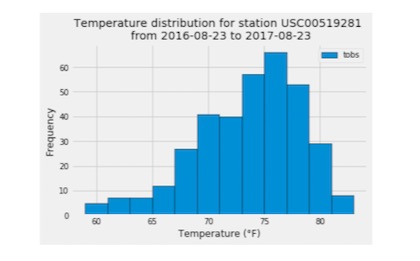 Temperature distribution for station USC00519281
from 2016-08-23 to 2017-08-23
tobs
60
50
40
30
20
10
0
Frequency
60 65 70 75 80
Temperature (°F)